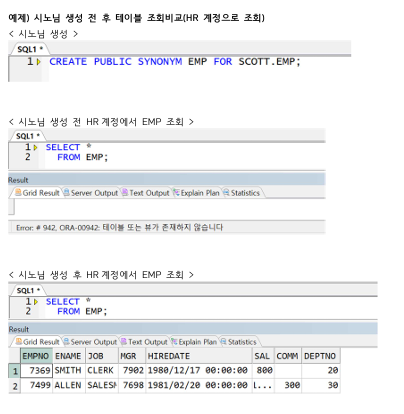 예제) 시노님 생성 전 후 테이블 조회비교(HR 계정으로 조회)
< 시노님 생성 >
SQL1 *
1 CREATE PUBLIC SYNONYM EMP FOR SCOTT.EMP;
< 시노님 생성 전 HR계정에서 EMP 조회 >
SQL1 *
1 SELECT *
2 FROM EMP;
Result
Grid Result Server Output Text Output Explain Plan Statistics
Error: # 942, ORA-00942: 테이블 또는 뷰가 존재하지 않습니다
< 시노님 생성 후 HR계정에서 EMP 조회 >
SQL1 *
1 SELECT *
2 FROM EMP;
Result
Grid Result Server Output Text Output Explain Plan Statistics
EMPNO ENAME JOB MGR HIREDATE SAL COMM DEPTNO
1 7369 SMITH CLERK 7902 1980/12/17 00:00:00 800 20
2 7499 ALLEN SALESM 7698 1981/02/20 00:00:00 1... 300 30